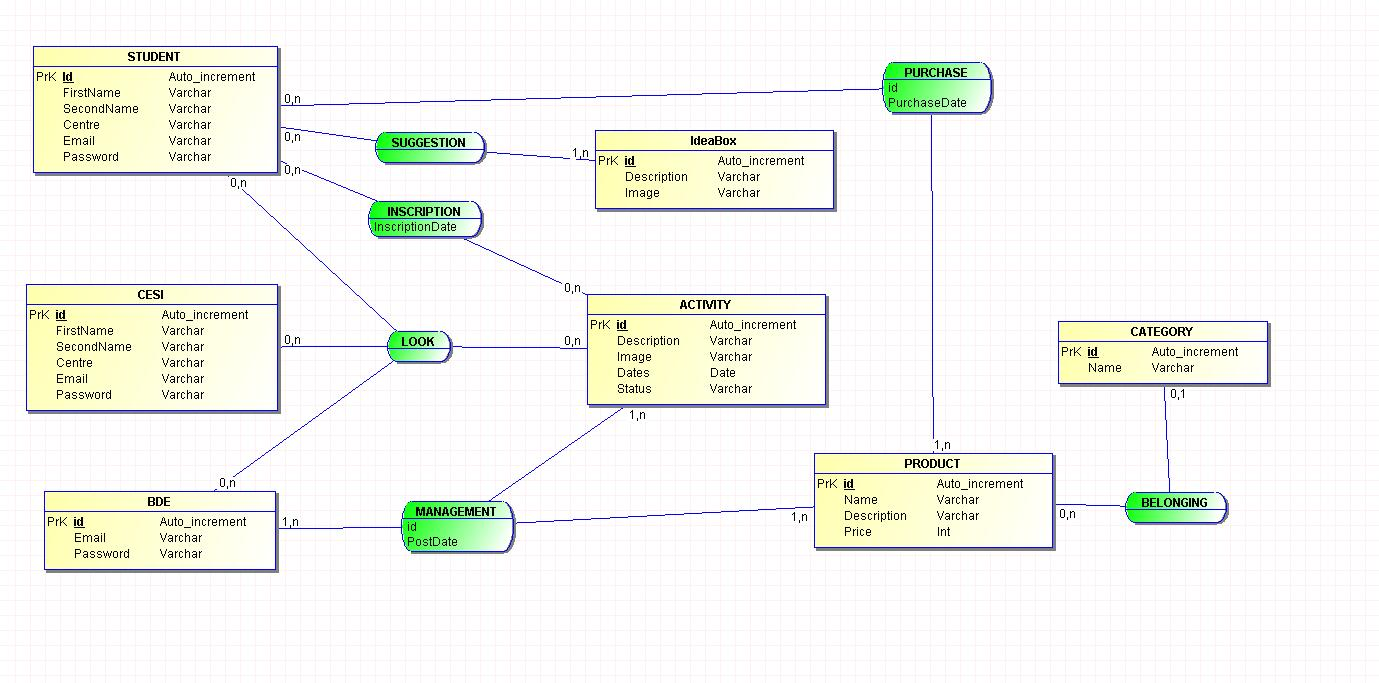 STUDENT
PrK Id Auto_increment
FirstName Varchar
SecondName Varchar
Centre Varchar
Email Varchar
Password Varchar
0,n
0,n
0,n
0,n
PURCHASE
id
PurchaseDate
SUGGESTION
1,n
IdeaBox
PrK id Auto_increment
Description Varchar
Image Varchar
INSCRIPTION
InscriptionDate
0,n
CESI
PrK id Auto_increment
FirstName Varchar
SecondName Varchar
Centre Varchar
Email Varchar
Password Varchar
0,n
LOOK
0,n
ACTIVITY
PrK id Auto_increment
Description Varchar
Image Varchar
Dates Date
Status Varchar
1,n
CATEGORY
PrK id Auto_increment
Name Varchar
0,1
1,n
PRODUCT
PrK id Auto_increment
Name Varchar
Description Varchar
Price Int
0,n
BELONGING
0,n
BDE
PrK id Auto_increment
Email Varchar
Password Varchar
1,n
MANAGEMENT
id
PostDate
1,n